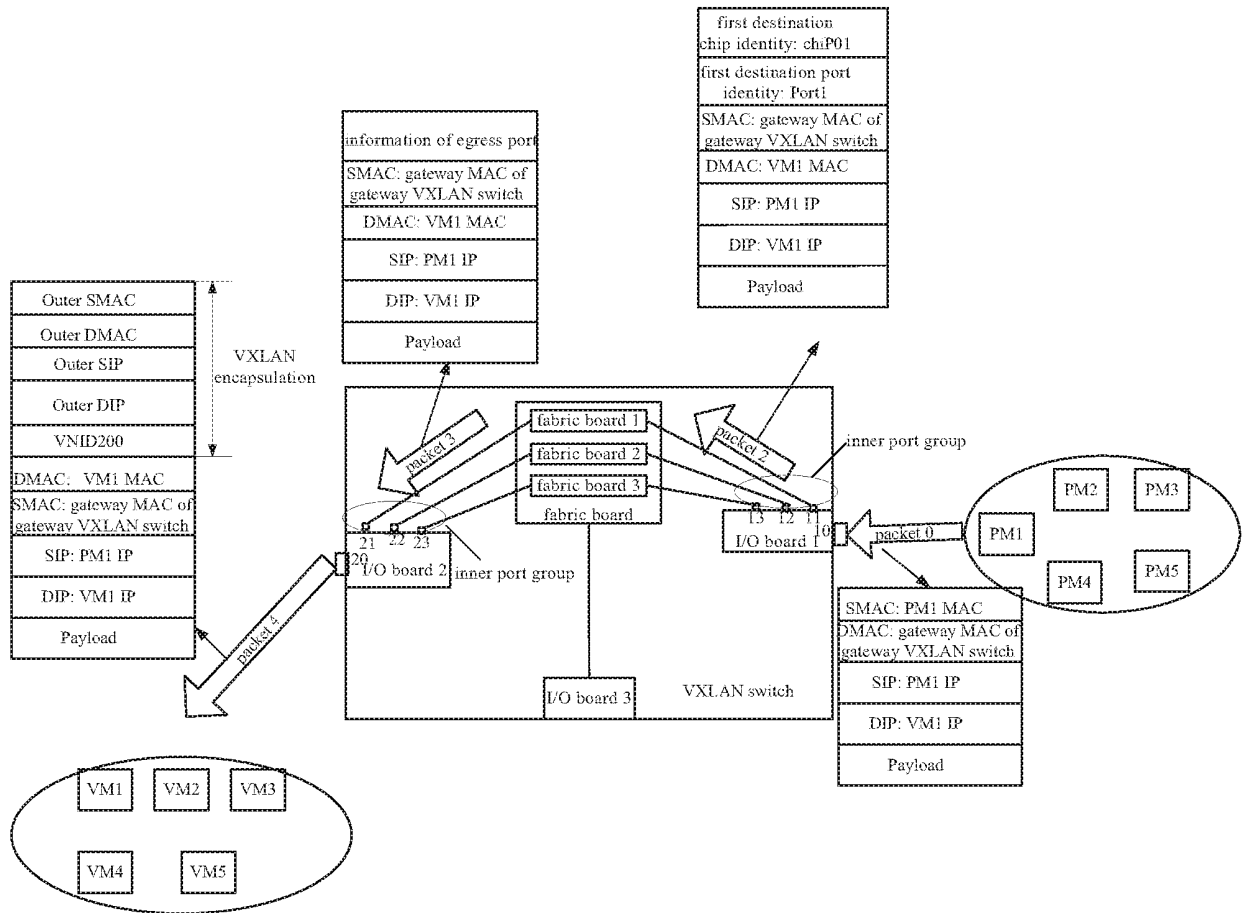 first destination
chip identity: chiP01
first destination port
identity: Port1
SMAC: gateway MAC of
gateway VXLAN switch
DMAC: VM1 MAC
SIP: PM1 IP
DIP: VM1 IP
Payload
information of egress port
SMAC: gateway MAC of
gateway VXLAN switch
DMAC: VM1 MAC
SIP: PM1 IP
DIP: VM1 IP
Payload
Outer SMAC
Outer DMAC
Outer SIP
Outer DIP
VNID200
DMAC: VM1 MAC
SMAC: gateway MAC of
gateway VXLAN switch
SIP: PM1 IP
DIP: VM1 IP
Payload
VXLAN
encapsulation
packet 3
fabric board 1
fabric board 2
fabric board 3
fabric board
packet 2
inner port group
21 22 23
20
I/O board 2
inner port group
13 12 11
10
I/O board 1
packet 0
PM1
PM2
PM3
PM4
PM5
packet 4
I/O board 3
VXLAN switch
SMAC: PM1 MAC
DMAC: gateway MAC of
gateway VXLAN switch
SIP: PM1 IP
DIP: VM1 IP
Payload
VM1
VM2
VM3
VM4
VM5